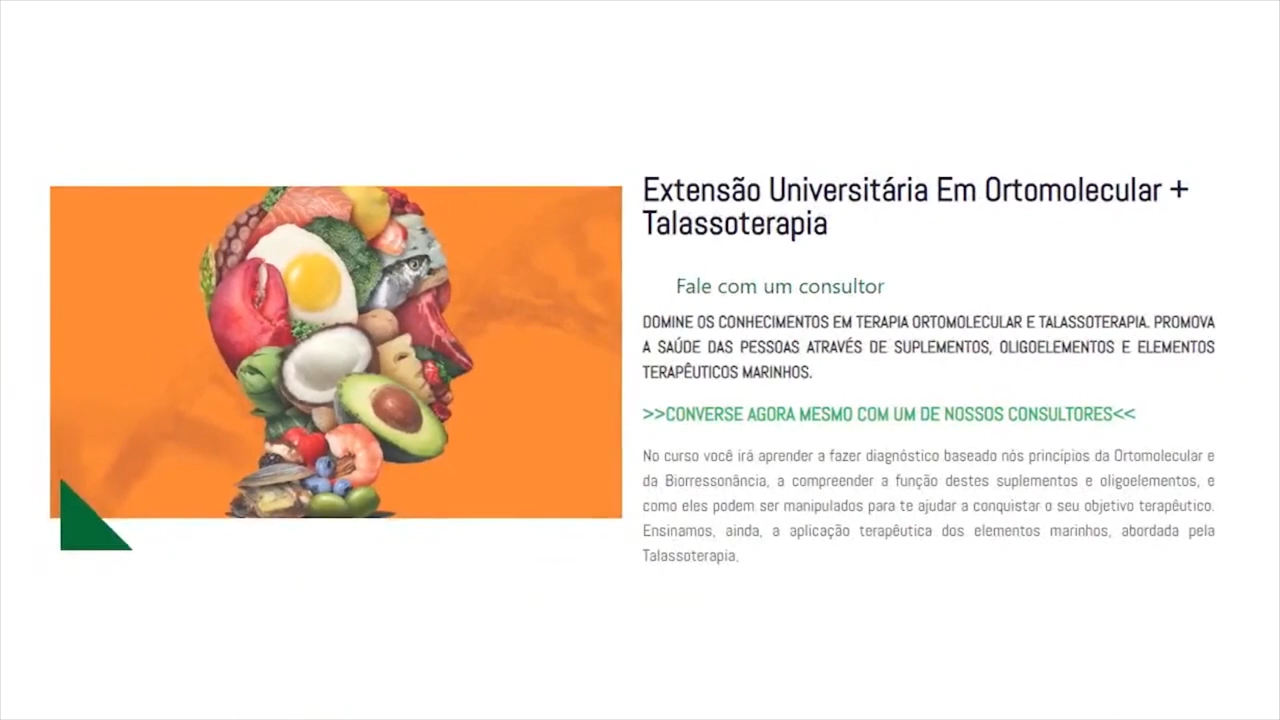 Extensão Universitária Em Ortomolecular +
Talassoterapia
Fale com um consultor
DOMINE OS CONHECIMENTOS EM TERAPIA ORTOMOLECULAR E TALASSOTERAPIA. PROMOVA
A SAÚDE DAS PESSOAS ATRAVÉS DE SUPLEMENTOS, OLIGOELEMENTOS E ELEMENTOS
TERAPÊUTICOS MARINHOS.
>>CONVERSE AGORA MESMO COM UM DE NOSSOS CONSULTORES<<
No curso você irá aprender a fazer diagnóstico baseado nós princípios da Ortomolecular e
da Biorressonância, a compreender a função destes suplementos e oligoelementos, e
como eles podem ser manipulados para te ajudar a conquistar o seu objetivo terapêutico.
Ensinamos, ainda, a aplicação terapêutica dos elementos marinhos, abordada pela
Talassoterapia.